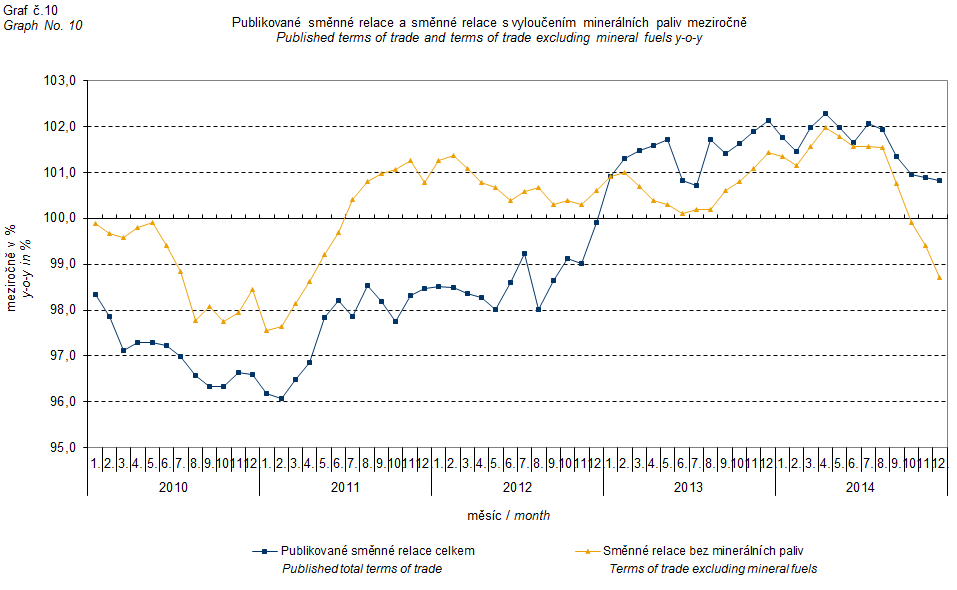 Graf č.10
Graph No. 10
Publikované směnné relace a směnné relace s vyloučením minerálních paliv meziročně
Published terms of trade and terms of trade excluding mineral fuels y-o-y
103,0
102,0
101,0
100,0
99,0
98,0
97,0
96,0
95,0
meziročně v %
y-o-y in %
1. 2. 3. 4. 5. 6. 7. 8. 9. 10 11 12 1. 2. 3. 4. 5. 6. 7. 8. 9. 10 11 12 1. 2. 3. 4. 5. 6. 7. 8. 9. 10 11 12 1. 2. 3. 4. 5. 6. 7. 8. 9. 10 11 12 1. 2. 3. 4. 5. 6. 7. 8. 9. 10 11 12.
2010 2011 2012 2013 2014
měsíc / month
Publikované směnné relace celkem
Published total terms of trade
Směnné relace bez minerálních paliv
Terms of trade excluding mineral fuels